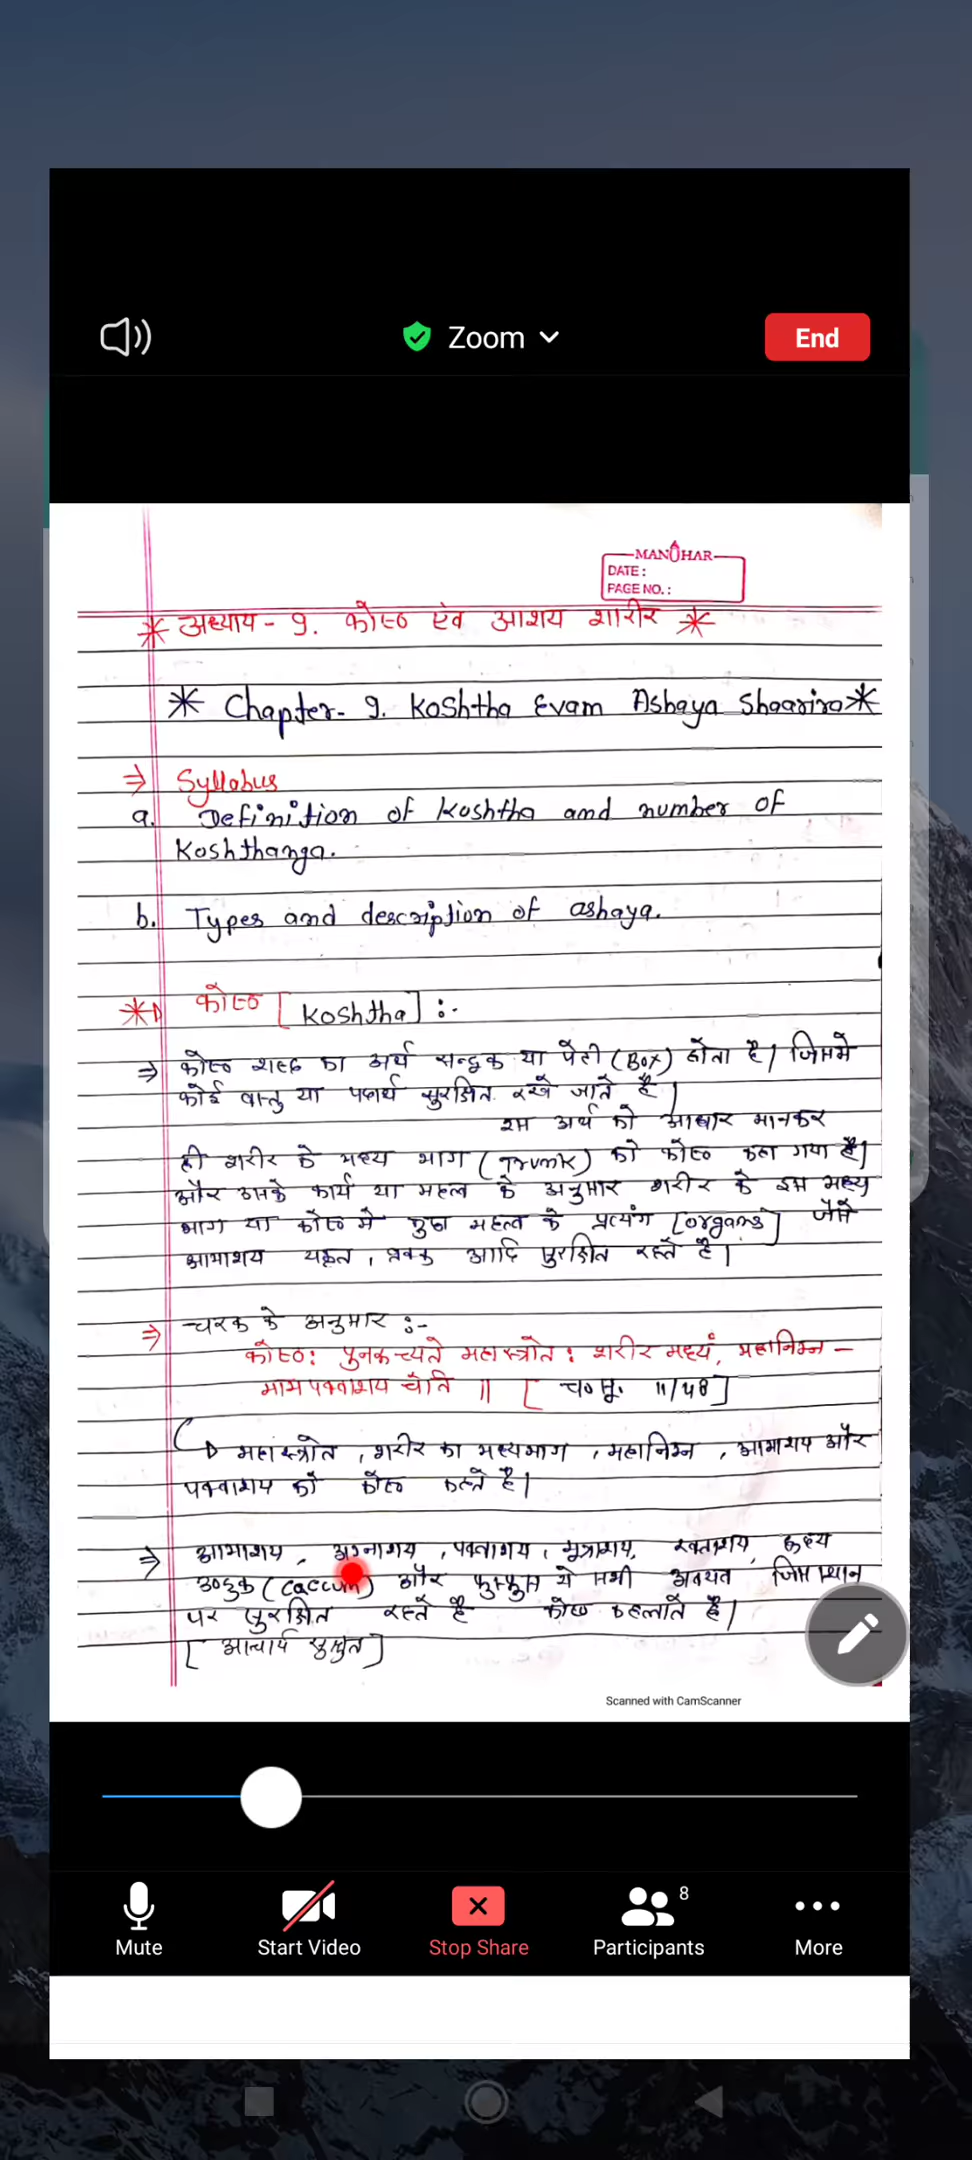 Zoom
End
MANOHAR
DATE :
PAGE NO. :
* अध्याय - 9. कोष्ठ एंव आशय शारीर *
* Chapter- 9. Koshtha Evam Ashaya Shaarira *
⇒ Syllobus
a. Definition of Koshtha and number of
Koshthanga.
b. Types and description of ashaya.
* कोष्ठ [ Koshtha ] :-
⇒ कोष्ठ शब्द का अर्थ सन्दूक या पेटी (Box) होता है| जिसमे
कोई वास्तु या पदार्थ सुरक्षित रखे जाते है |
इस अर्थ को आधार मानकर
ही शरीर के मध्य भाग (Trunk) को कोष्ठ कहा गया है|
और उसके कार्य या महत्व के अनुसार शरीर के इस मध्य
भाग या कोष्ठ मे कुछ महत्व के प्रत्यंग [organs] जैसे
आमाशय यकृत , वृक्क आदि सुरक्षित रहते है |
⇒ चरक के अनुसार :-
कोष्ठ: पुनरुच्यते महास्त्रोत: शरीर मध्यं, महानिम्न -
माम पक्वाशय चेति || [ च० सू. 11/48 ]
महास्त्रोत , शरीर का मध्यभाग , महानिम्न , आमाशय और
पक्वाशय को कोष्ठ कहते है |
⇒ आमाशय , अग्नाशय , पक्वाशय , मूत्राशय, रक्ताशय, हृदय
उण्डुक (Caccum) और फुफ्फुस ये सभी अवयव जिस स्थान
पर सुरक्षित रहते है कोष्ठ कहलाते है |
[ आचार्य सुश्रुत ]
Scanned with CamScanner
8
Mute Start Video Stop Share Participants More